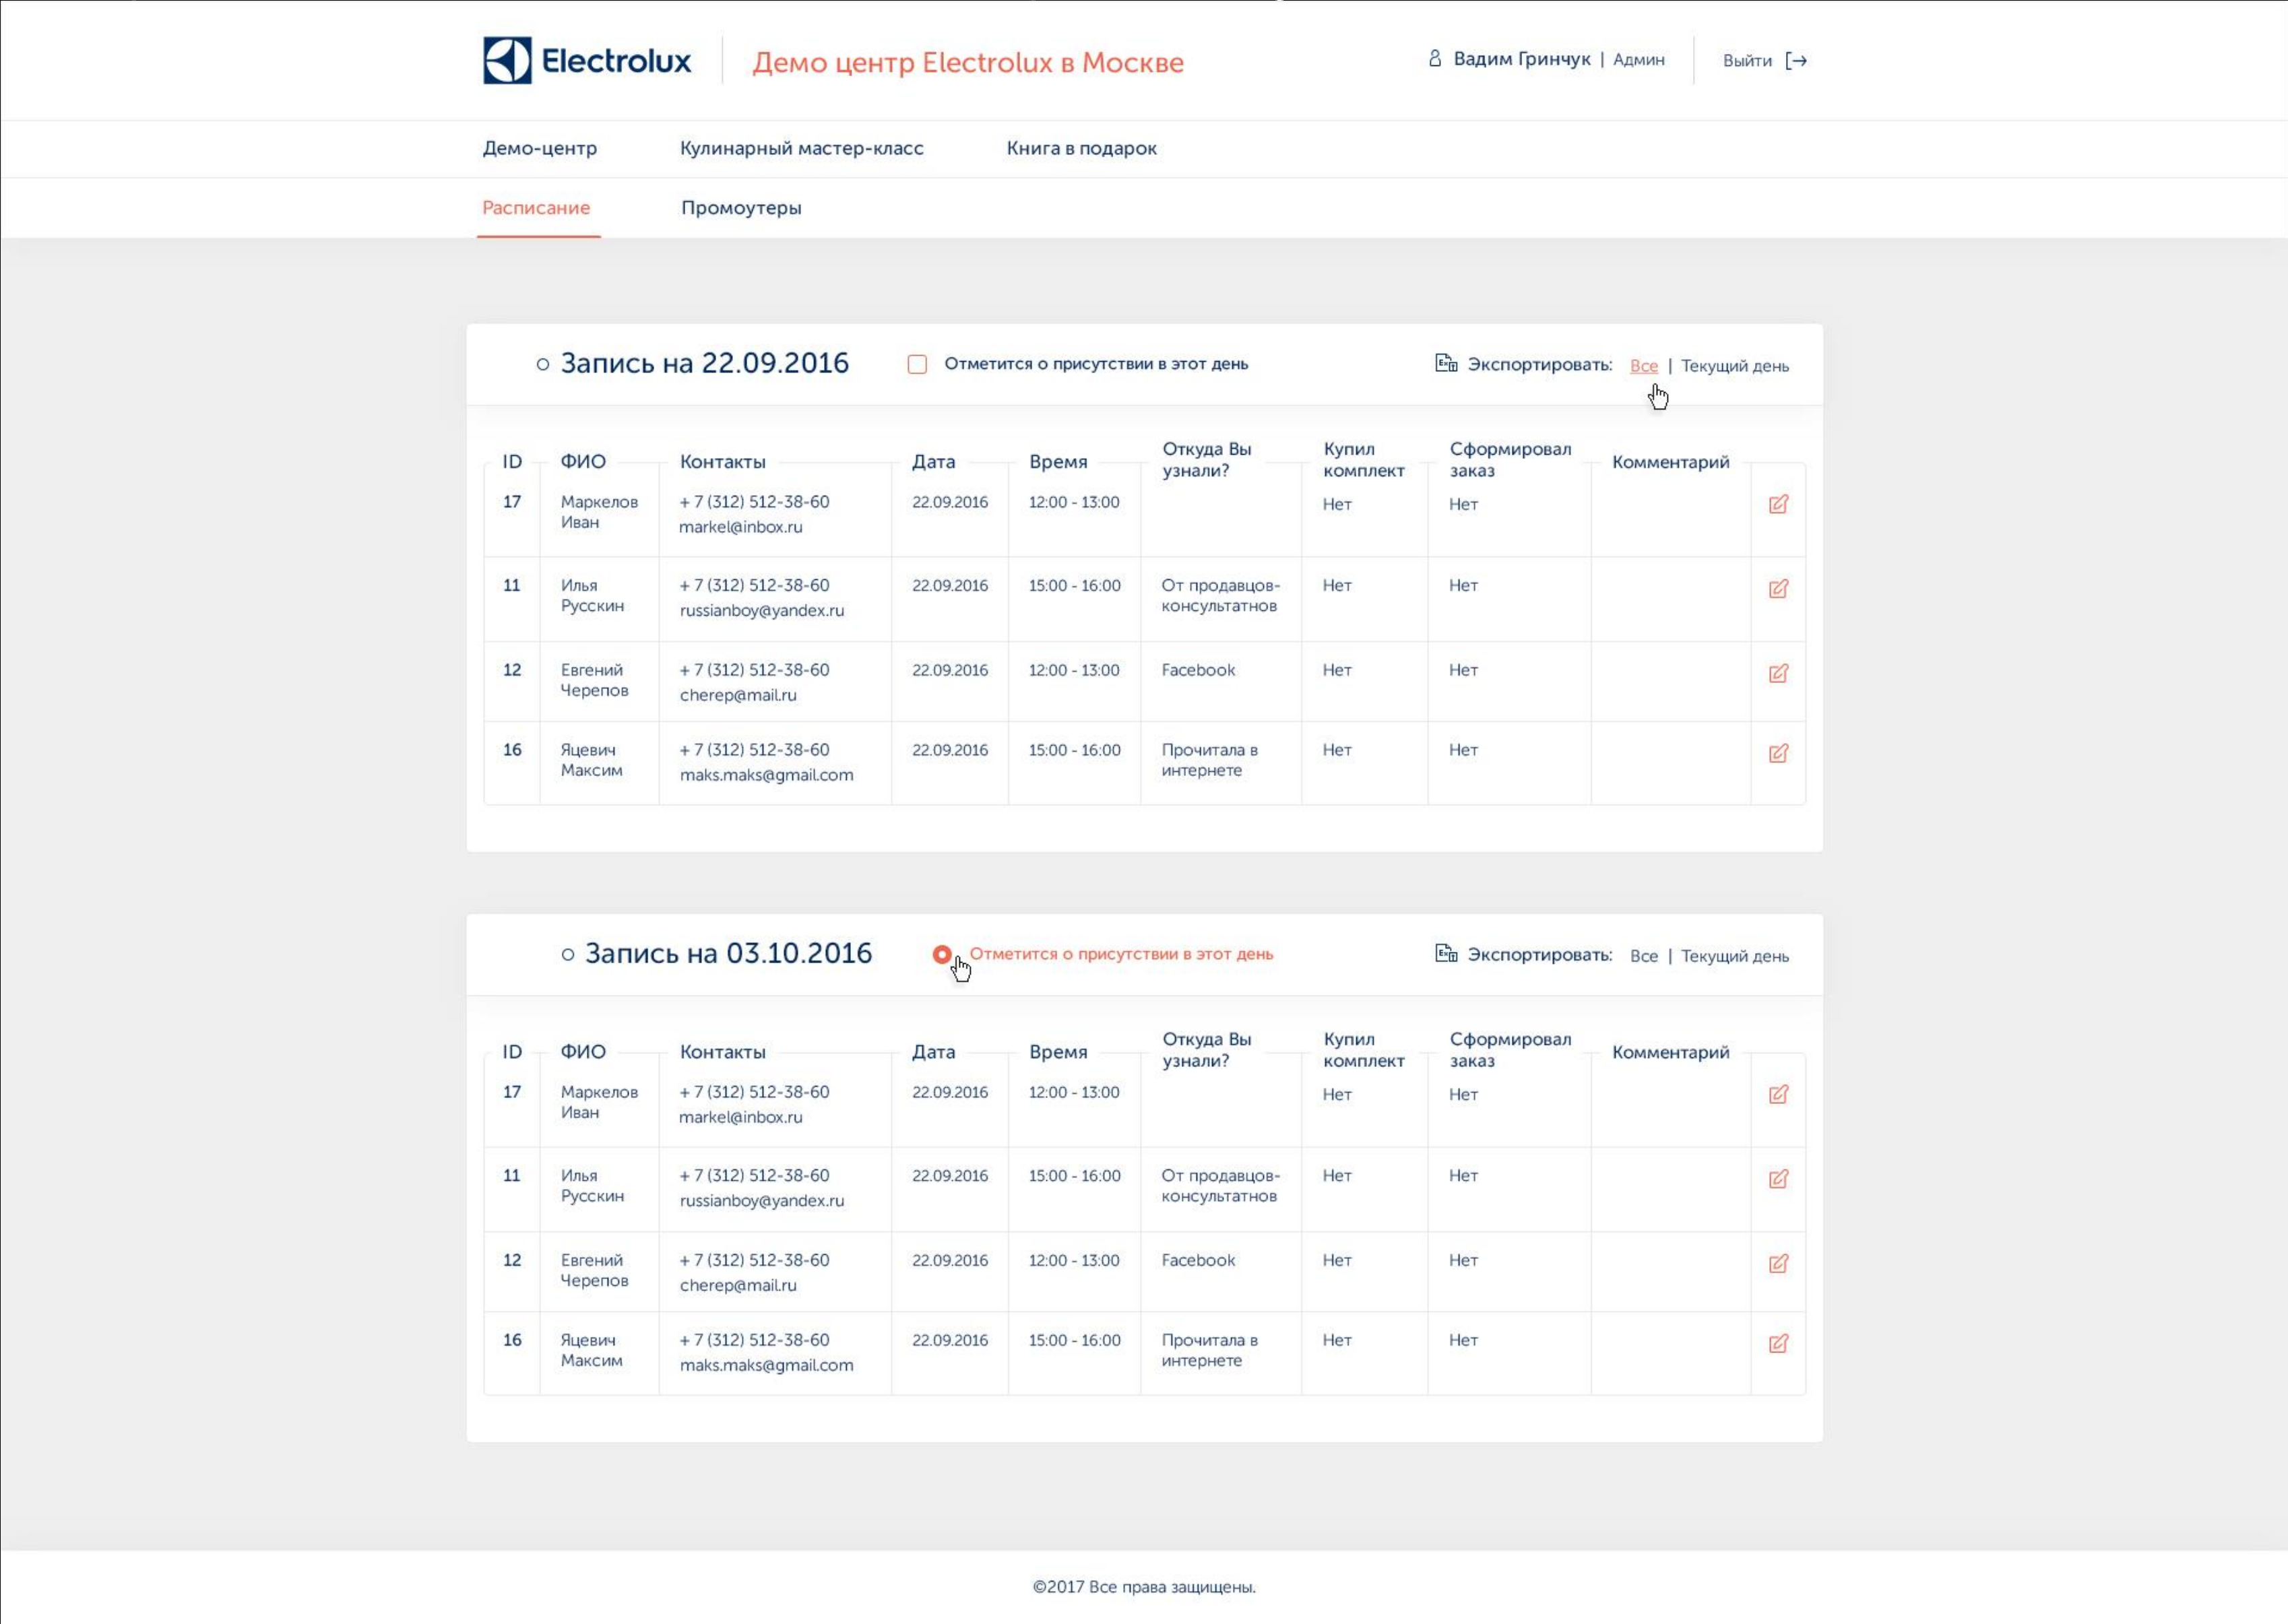 Electrolux
Демо центр Electrolux в Москве
Вадим Гринчук | Админ
Выйти
Демо-центр
Кулинарный мастер-класс
Книга в подарок
Расписание
Промоутеры
Запись на 22.09.2016
Отметится о присутствии в этот день
Экспортировать: Все | Текущий день
ID
ФИО
Контакты
Дата
Время
Откуда Вы
узнали?
Купил
комплект
Сформировал
заказ
Комментарий
17
Маркелов
Иван
+ 7 (312) 512-38-60
markel@inbox.ru
22.09.2016
12:00 - 13:00
Нет
Нет
11
Илья
Русскин
+ 7 (312) 512-38-60
russianboy@yandex.ru
22.09.2016
15:00 - 16:00
От продавцов-
консультатнов
Нет
Нет
12
Евгений
Черепов
+ 7 (312) 512-38-60
cherep@mail.ru
22.09.2016
12:00 - 13:00
Facebook
Нет
Нет
16
Яцевич
Максим
+ 7 (312) 512-38-60
maks.maks@gmail.com
22.09.2016
15:00 - 16:00
Прочитала в
интернете
Нет
Нет
Запись на 03.10.2016
Отметится о присутствии в этот день
Экспортировать: Все | Текущий день
ID
ФИО
Контакты
Дата
Время
Откуда Вы
узнали?
Купил
комплект
Сформировал
заказ
Комментарий
17
Маркелов
Иван
+ 7 (312) 512-38-60
markel@inbox.ru
22.09.2016
12:00 - 13:00
Нет
Нет
11
Илья
Русскин
+ 7 (312) 512-38-60
russianboy@yandex.ru
22.09.2016
15:00 - 16:00
От продавцов-
консультатнов
Нет
Нет
12
Евгений
Черепов
+ 7 (312) 512-38-60
cherep@mail.ru
22.09.2016
12:00 - 13:00
Facebook
Нет
Нет
16
Яцевич
Максим
+ 7 (312) 512-38-60
maks.maks@gmail.com
22.09.2016
15:00 - 16:00
Прочитала в
интернете
Нет
Нет
©2017 Все права защищены.